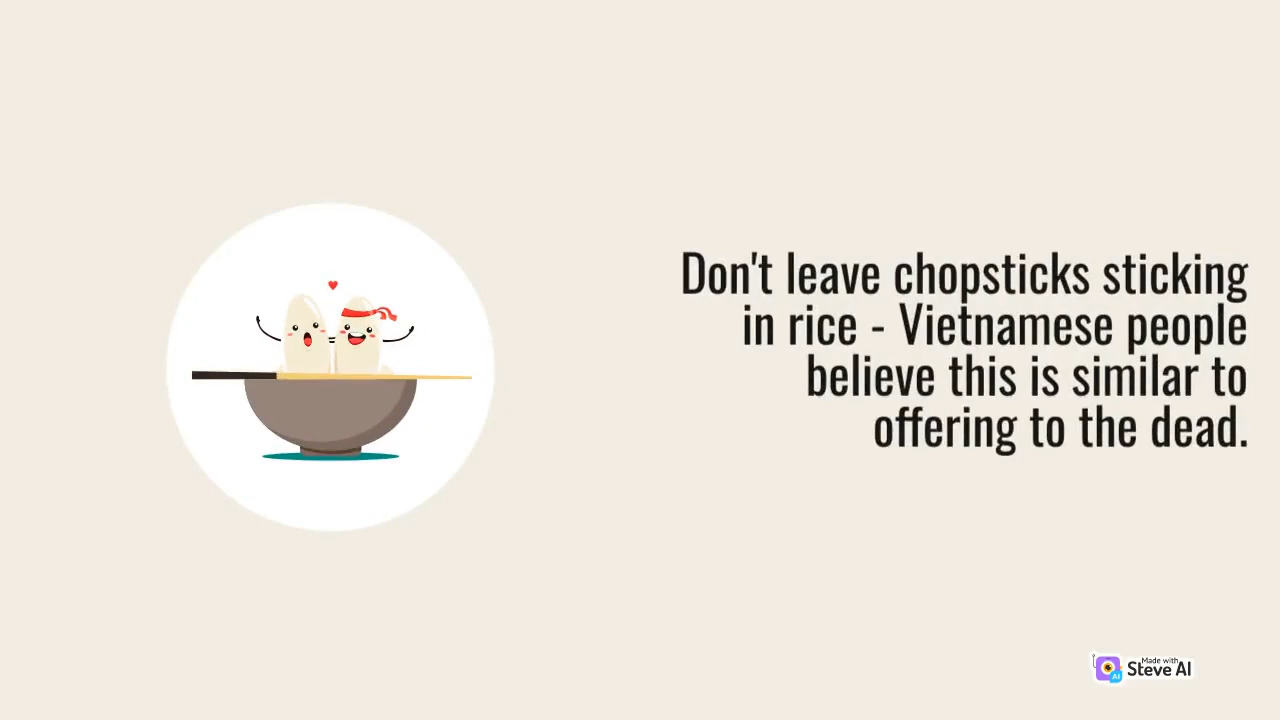 Don't leave chopsticks sticking
in rice - Vietnamese people
believe this is similar to
offering to the dead.
Made with
Steve AI
AI